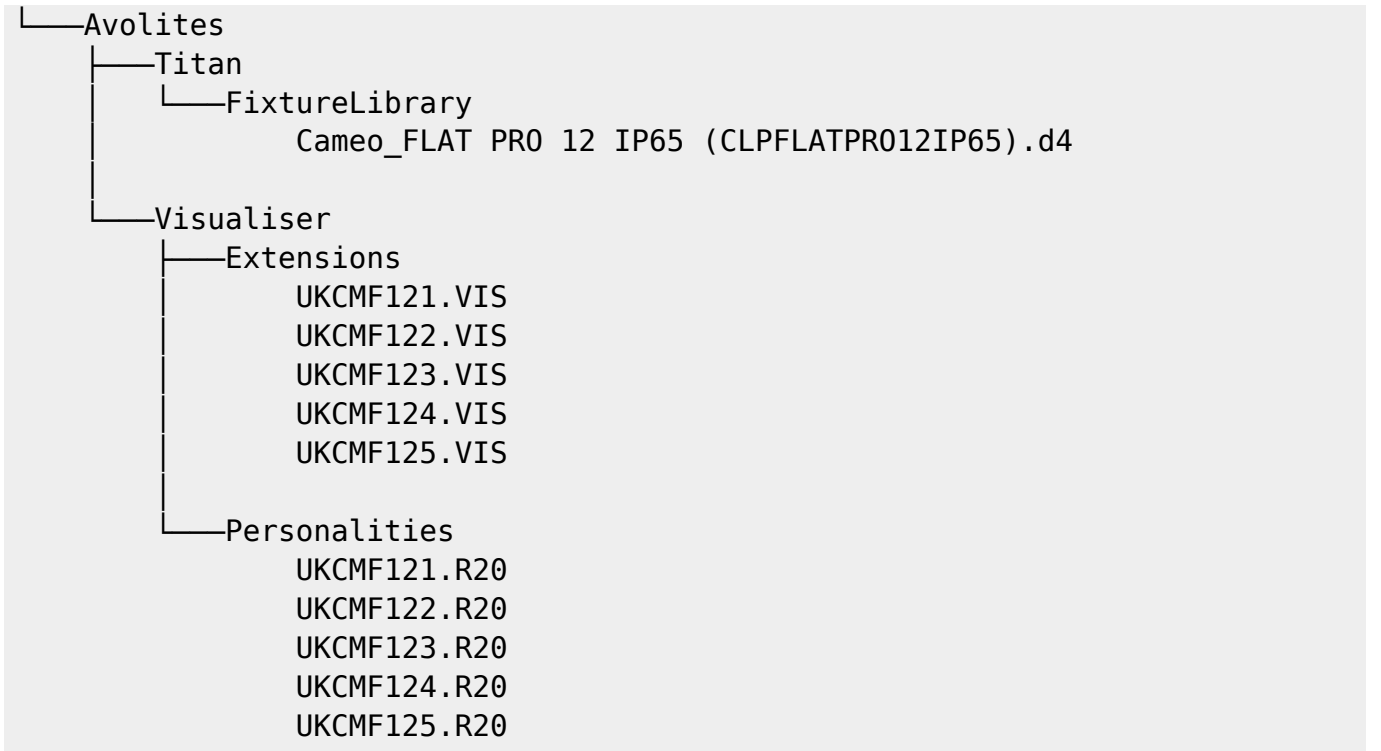 └───Avolites
    ├───Titan
    │   └───FixtureLibrary
    │           Cameo_FLAT PRO 12 IP65 (CLPFLATPRO12IP65).d4
    │
    └───Visualiser
        ├───Extensions
        │       UKCMF121.VIS
        │       UKCMF122.VIS
        │       UKCMF123.VIS
        │       UKCMF124.VIS
        │       UKCMF125.VIS
        │
        └───Personalities
                UKCMF121.R20
                UKCMF122.R20
                UKCMF123.R20
                UKCMF124.R20
                UKCMF125.R20